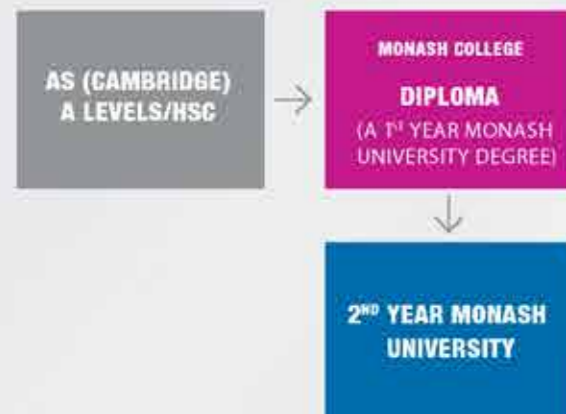 AS (CAMBRIDGE)
A LEVELS/HSC
MONASH COLLEGE
DIPLOMA
(A 1ST YEAR MONASH
UNIVERSITY DEGREE)
2ND YEAR MONASH
UNIVERSITY